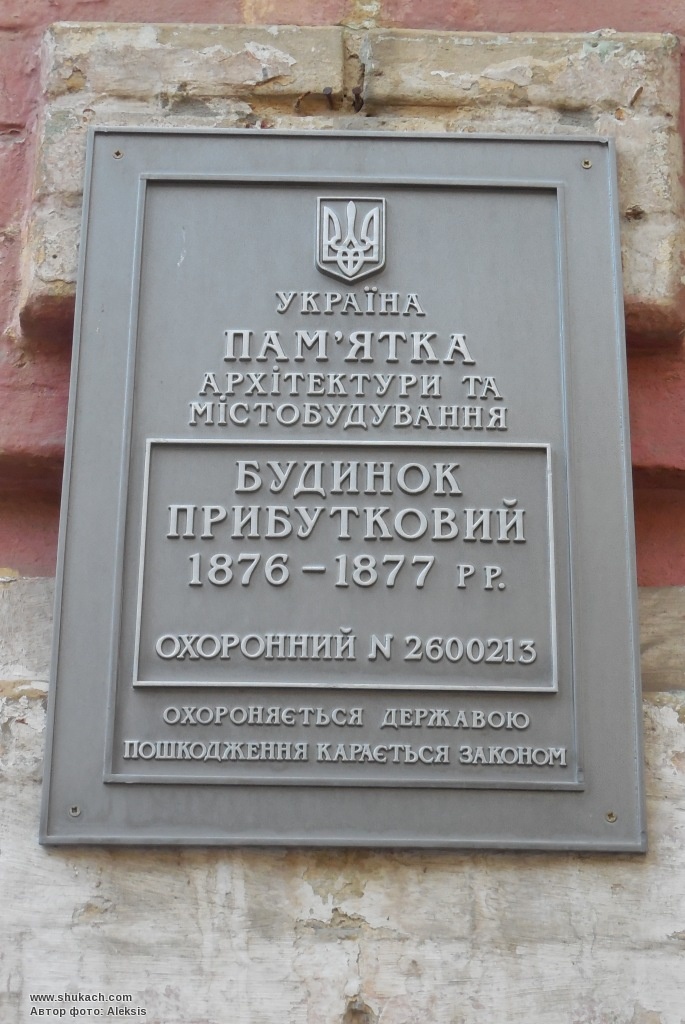 УКРАЇНА
ПАМ'ЯТКА
АРХІТЕКТУРИ ТА
МІСТОБУДУВАННЯ
БУДИНОК
ПРИБУТКОВИЙ
1876 – 1877 РР.
ОХОРОННИЙ N 2600213
ОХОРОНЯЄТЬСЯ ДЕРЖАВОЮ
ПОШКОДЖЕННЯ КАРАЄТЬСЯ ЗАКОНОМ
www.shukach.com
Автор фото: Aleksis